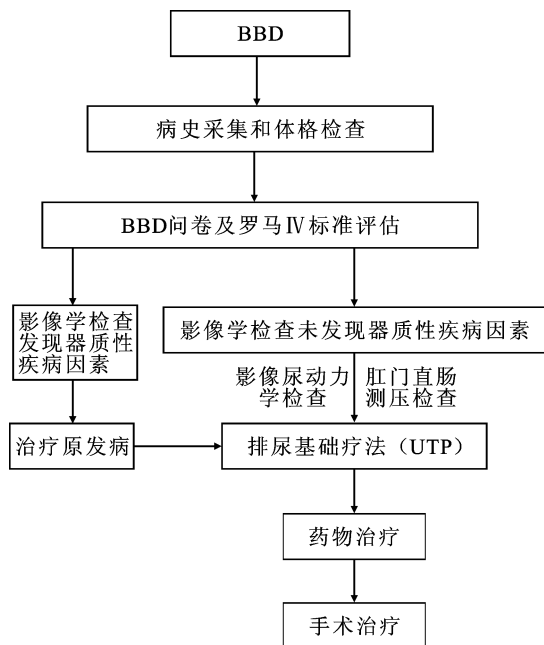 BBD
病史采集和体格检查
BBD问卷及罗马Ⅳ标准评估
影像学检查
发现器质性
疾病因素
影像学检查未发现器质性疾病因素
影像尿动力
学检查
肛门直肠
测压检查
治疗原发病
排尿基础疗法（UTP）
药物治疗
手术治疗